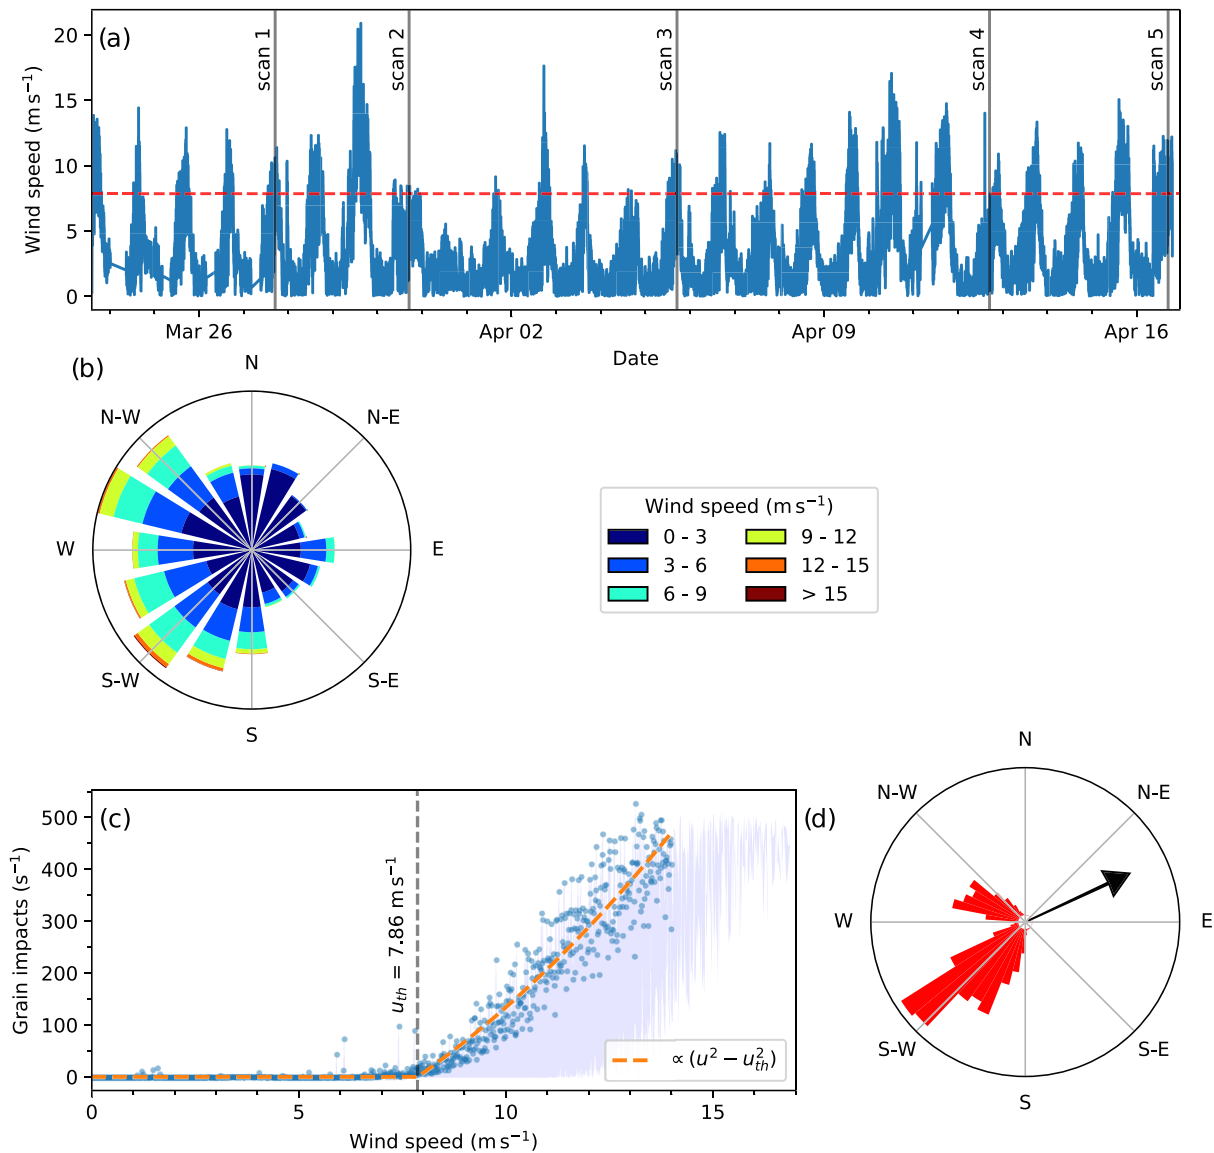 (a)
scan 1
scan 2
scan 3
scan 4
scan 5
20
15
10
5
0
Wind speed (m s⁻¹)
Mar 26
Apr 02
Apr 09
Apr 16
Date
(b)
N
N-W
N-E
W
E
S-W
S-E
S
Wind speed (m s⁻¹)
0 - 3
3 - 6
6 - 9
9 - 12
12 - 15
> 15
(c)
500
400
300
200
100
0
Grain impacts (s⁻¹)
u_th = 7.86 m s⁻¹
∝ (u² − u²_th)
0
5
10
15
Wind speed (m s⁻¹)
(d)
N
N-W
N-E
W
E
S-W
S-E
S